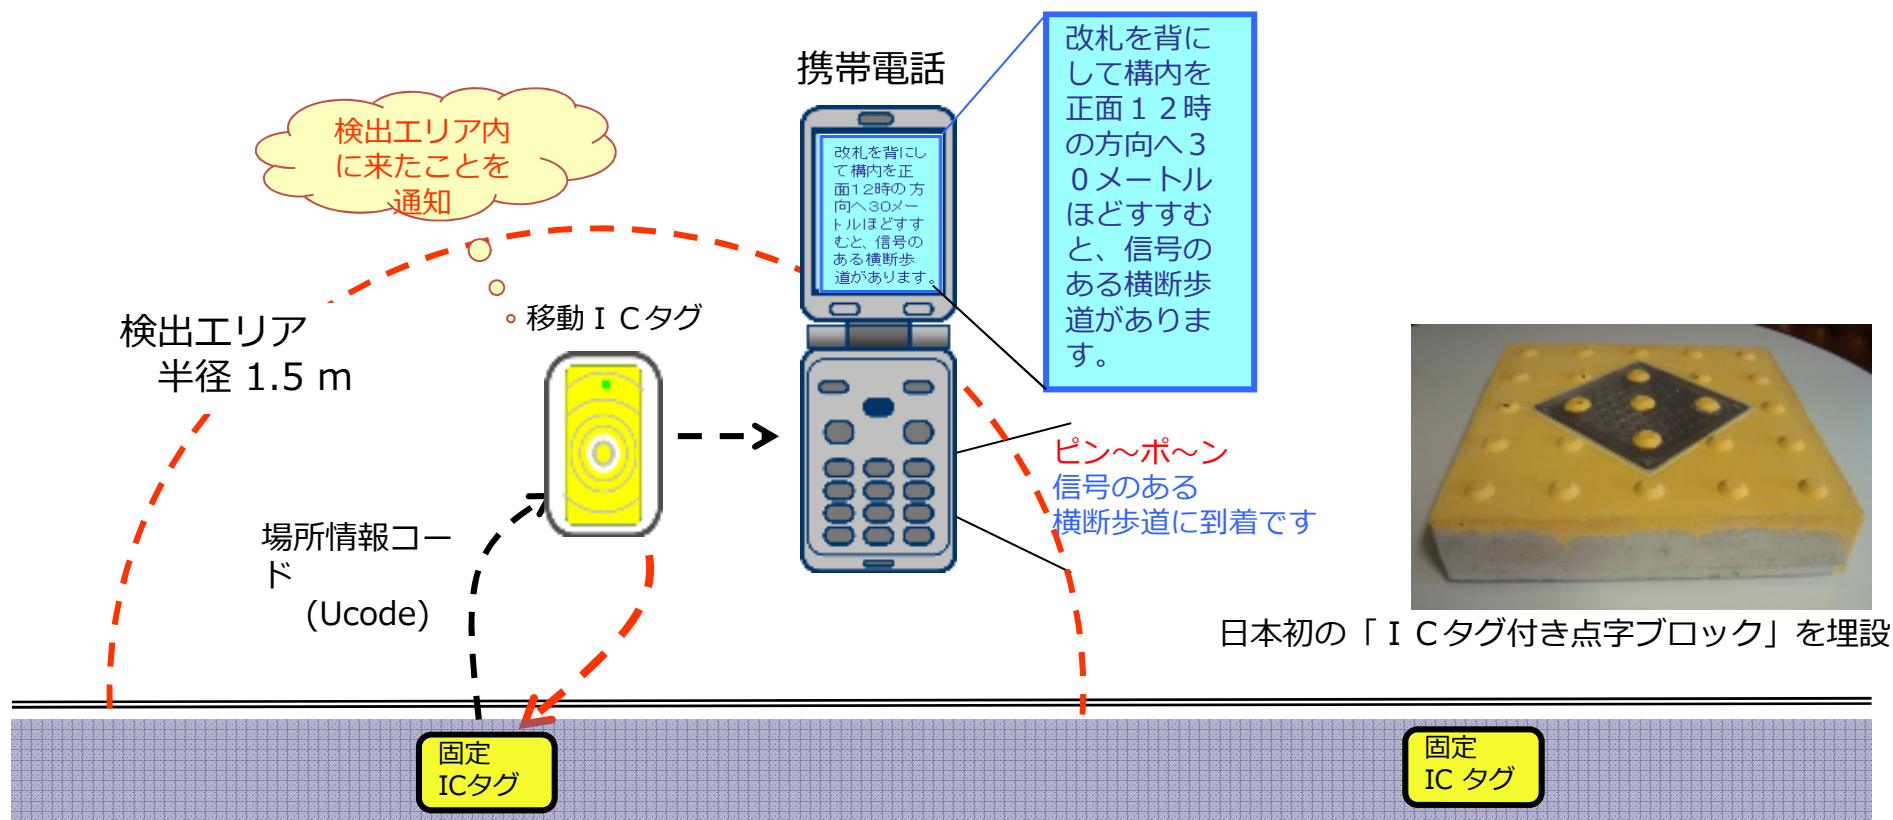 携帯電話
検出エリア内
に来たことを
通知
改札を背にし
て構内を正
面12時の方
向へ30メー
トルほどすす
むと、信号の
ある横断歩
道があります。
改札を背に
して構内を
正面１２時
の方向へ３
０メートル
ほどすすむ
と、信号の
ある横断歩
道がありま
す。
検出エリア
半径 1.5 m
移動ＩＣタグ
ピン～ポ～ン
信号のある
横断歩道に到着です
場所情報コー
ド
(Ucode)
日本初の「ＩＣタグ付き点字ブロック」を埋設
固定
ICタグ
固定
IC タグ